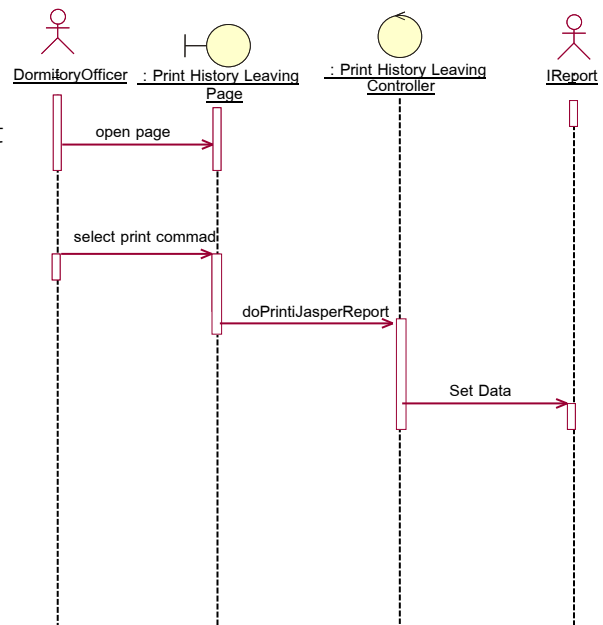 DormitoryOfficer
: Print History Leaving
Page
: Print History Leaving
Controller
IReport
open page
select print commad
doPrintiJasperReport
Set Data